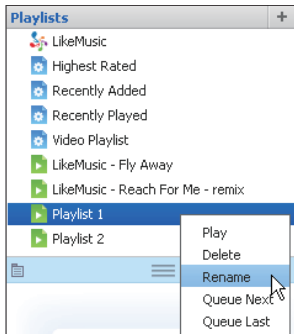 Playlists +
LikeMusic
Highest Rated
Recently Added
Recently Played
Video Playlist
LikeMusic - Fly Away
LikeMusic - Reach For Me - remix
Playlist 1
Playlist 2
Play
Delete
Rename
Queue Next
Queue Last